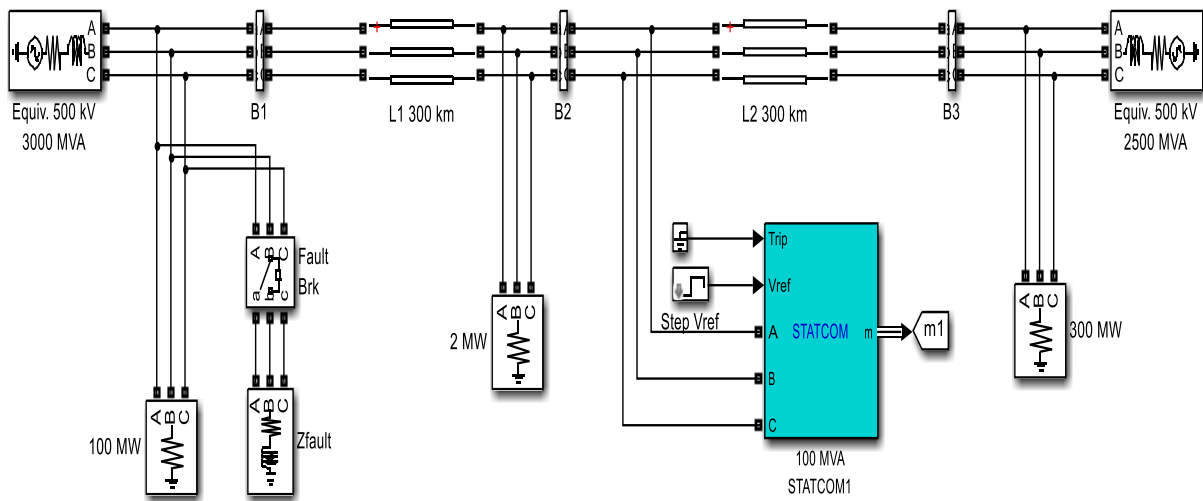 A
B
C
Equiv. 500 kV
3000 MVA
B1
L1 300 km
B2
L2 300 km
B3
A
B
C
Equiv. 500 kV
2500 MVA
A B C
a b c
Fault
Brk
A B C
100 MW
A B C
Zfault
A B C
2 MW
Step Vref
Trip
Vref
A
B
C
STATCOM
m
m1
100 MVA
STATCOM1
A B C
300 MW